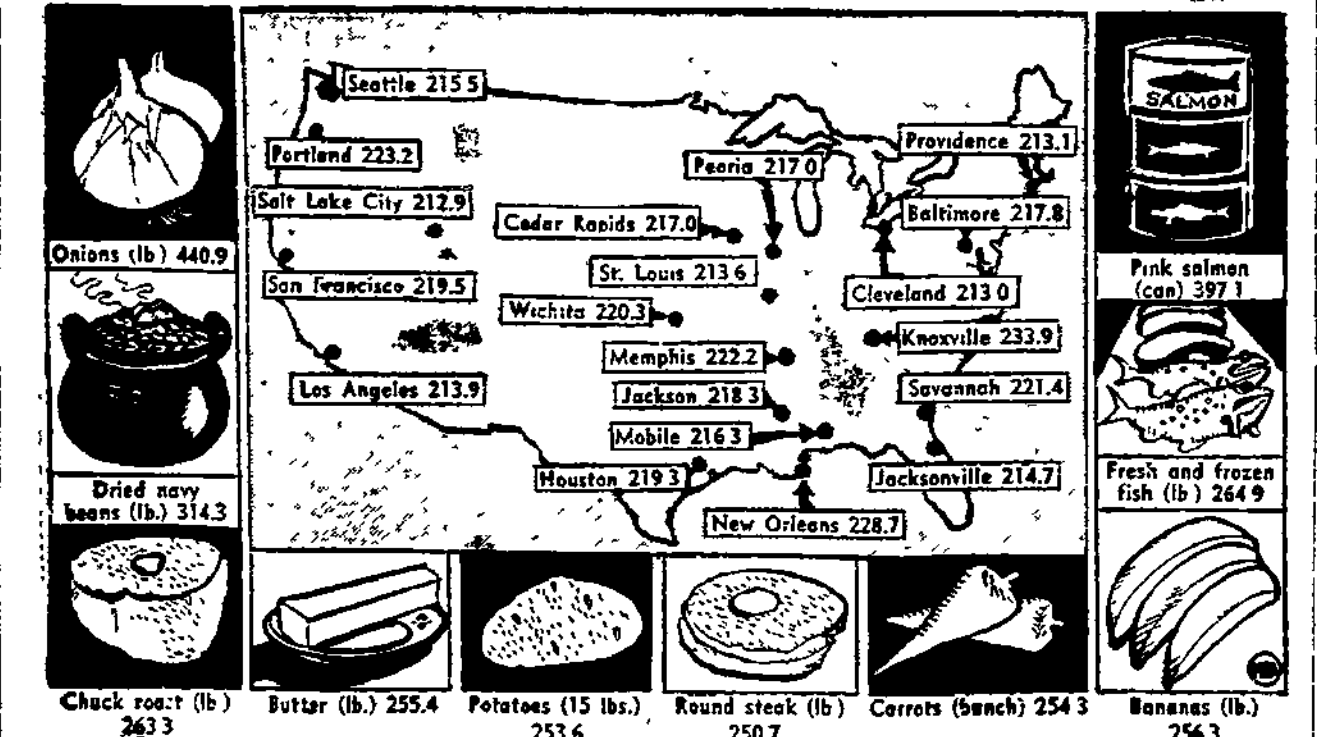 Onions (lb) 440.9
Dried navy
beans (lb.) 314.3
Chuck roast (lb)
263 3
Seattle 215 5
Portland 223.2
Salt Lake City 212.9
San Francisco 219.5
Los Angeles 213.9
Peoria 217 0
Cedar Rapids 217.0
St. Louis 213 6
Wichita 220.3
Memphis 222.2
Jackson 218 3
Mobile 216 3
Houston 219 3
New Orleans 228.7
Providence 213.1
Baltimore 217.8
Cleveland 213 0
Knoxville 233.9
Savannah 221.4
Jacksonville 214.7
Butter (lb.) 255.4
Potatoes (15 lbs.)
253.6
Round steak (lb)
250.7
Carrots (bunch) 254 3
SALMON
Pink salmon
(can) 397 1
Fresh and frozen
fish (lb) 264 9
Bananas (lb.)
256.3